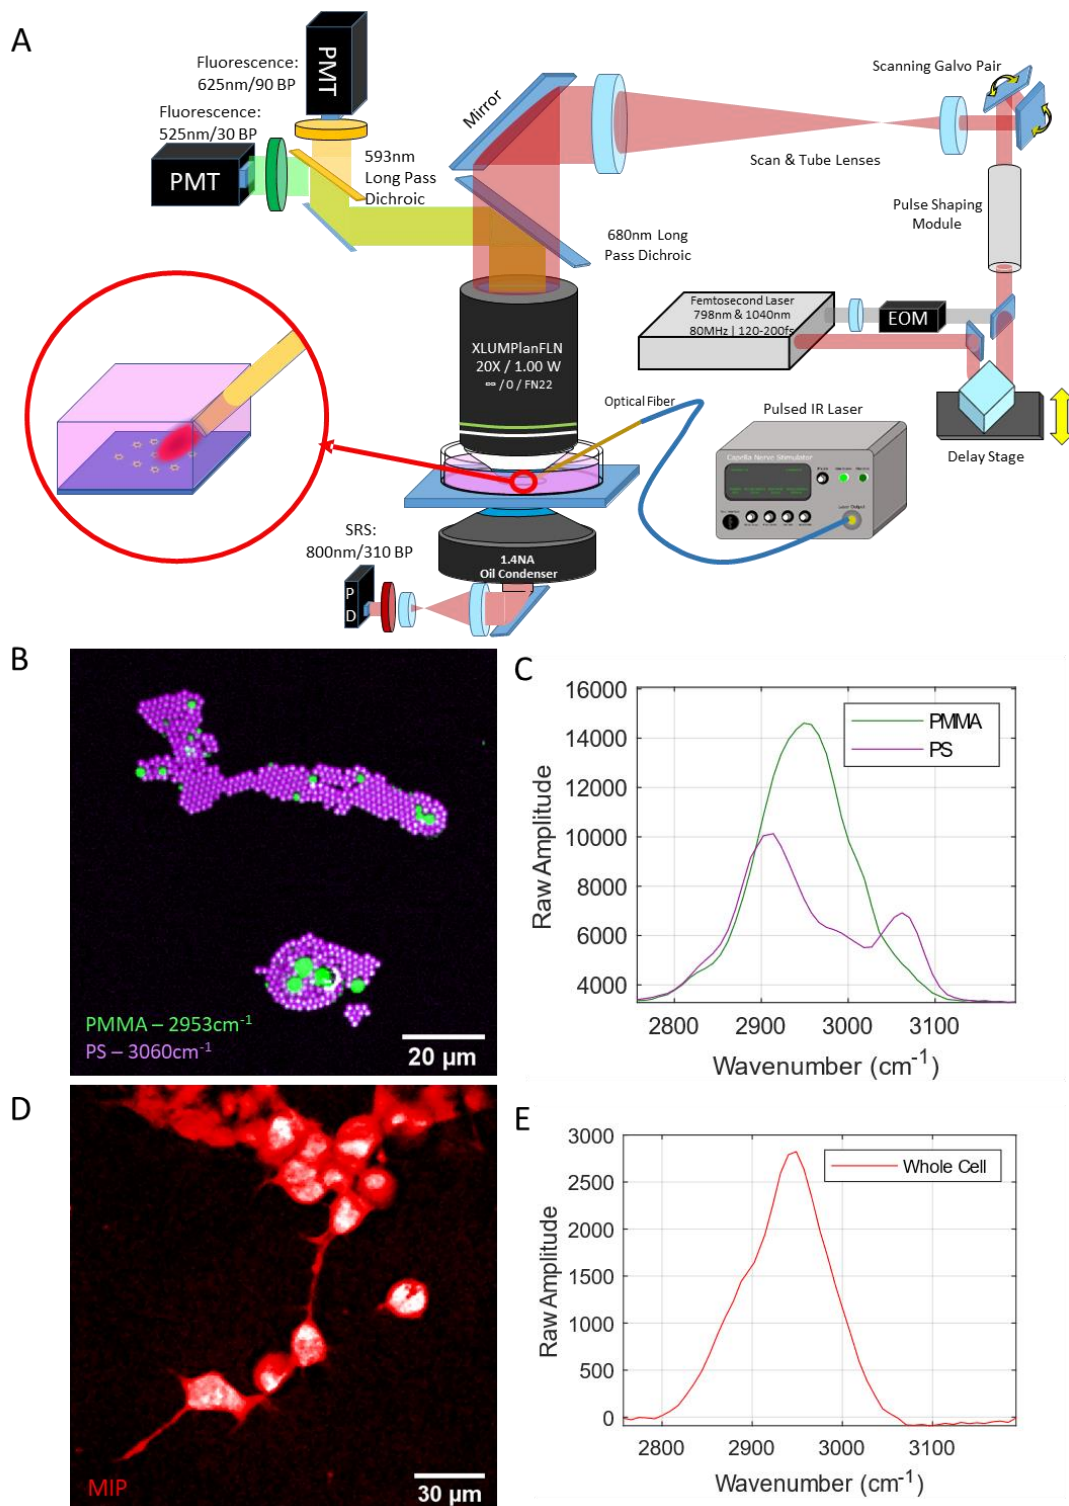 A
Fluorescence:
625nm/90 BP
PMT
Fluorescence:
525nm/30 BP
PMT
593nm
Long Pass
Dichroic
Mirror
Scan & Tube Lenses
Scanning Galvo Pair
Pulse Shaping
Module
680nm Long
Pass Dichroic
Femtosecond Laser
798nm & 1040nm
80MHz | 120-200fs
EOM
XLUMPlanFLN
20X / 1.00 W
∞ / 0 / FN22
Optical Fiber
Pulsed IR Laser
Delay Stage
Capella Nerve Stimulator
Laser Output
SRS:
800nm/310 BP
1.4NA
Oil Condenser
P
D
B
PMMA – 2953cm-1
PS – 3060cm-1
20 µm
C
16000
14000
12000
10000
8000
6000
4000
Raw Amplitude
PMMA
PS
2800
2900
3000
3100
Wavenumber (cm-1)
D
MIP
30 µm
E
3000
2500
2000
1500
1000
500
0
Raw Amplitude
Whole Cell
2800
2900
3000
3100
Wavenumber (cm-1)